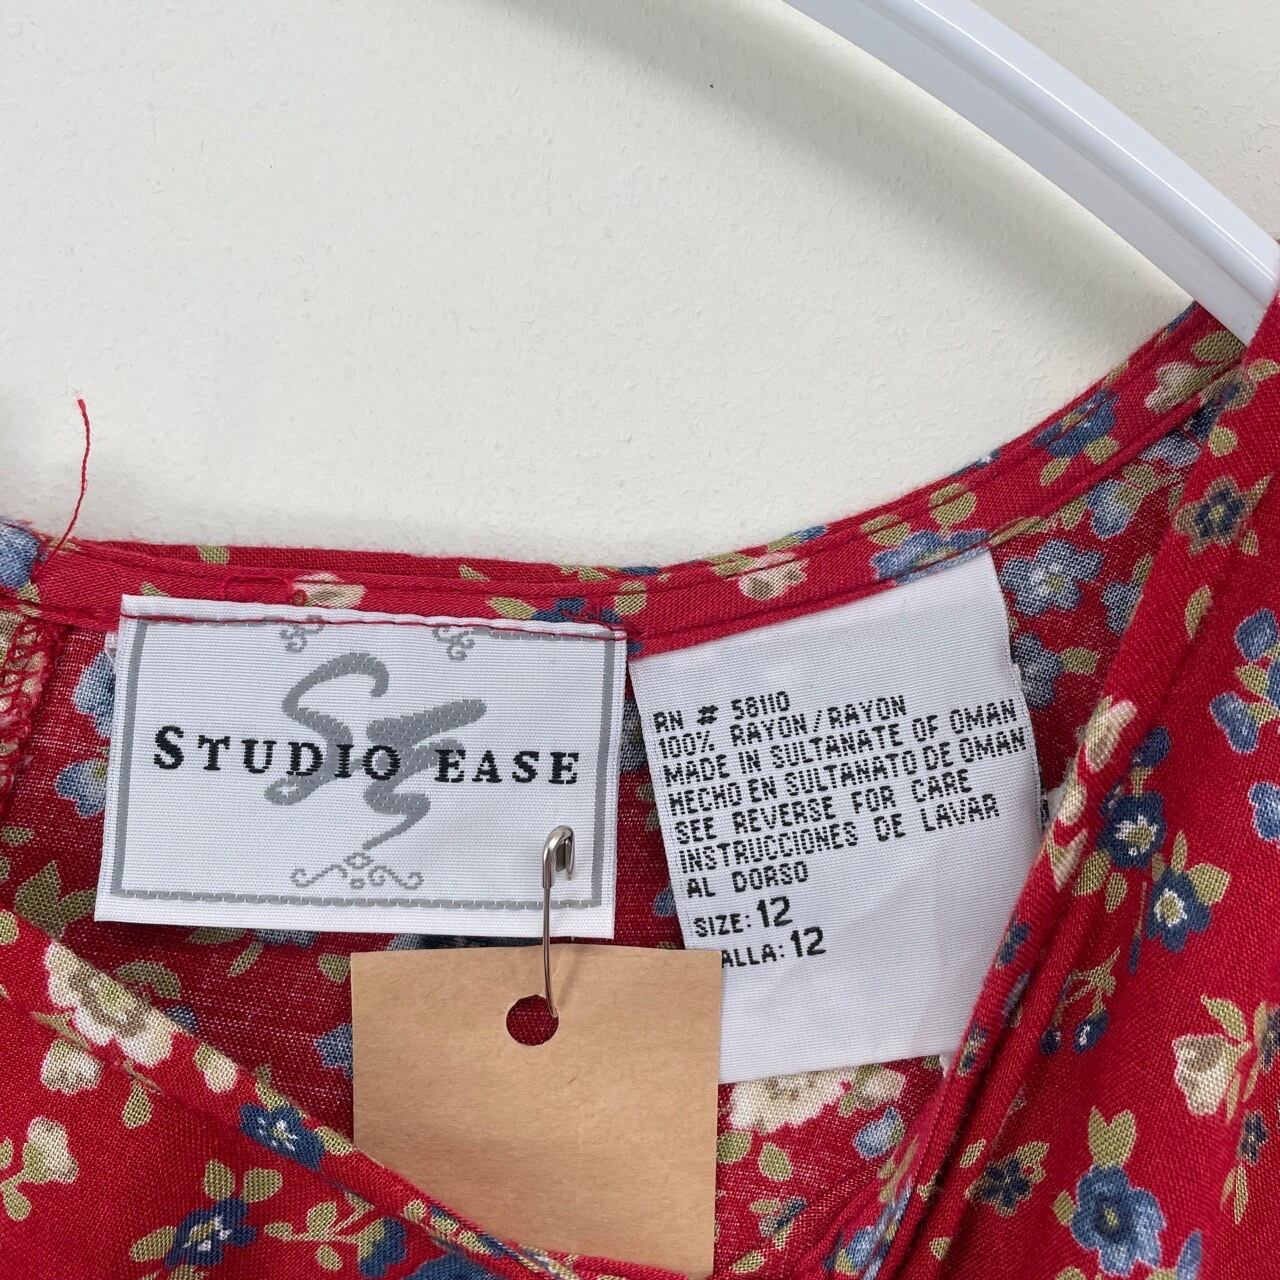 SE
STUDIO EASE
RN # 58110
100% RAYON/RAYON
MADE IN SULTANATE OF OMAN
HECHO EN SULTANATO DE OMAN
SEE REVERSE FOR CARE
INSTRUCCIONES DE LAVAR
AL DORSO
SIZE: 12
ALLA: 12